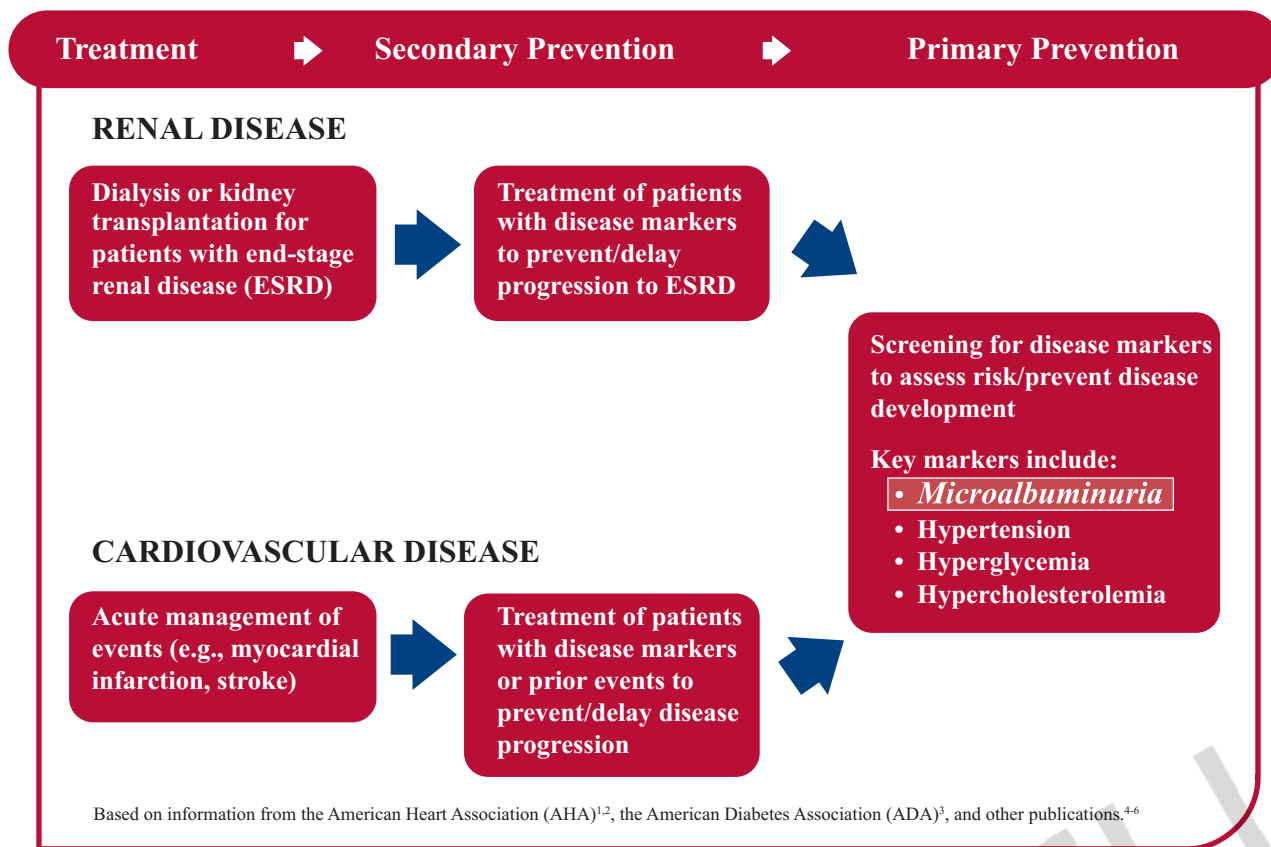 Treatment Secondary Prevention Primary Prevention
RENAL DISEASE
Dialysis or kidney
transplantation for
patients with end-stage
renal disease (ESRD)
Treatment of patients
with disease markers
to prevent/delay
progression to ESRD
CARDIOVASCULAR DISEASE
Acute management of
events (e.g., myocardial
infarction, stroke)
Treatment of patients
with disease markers
or prior events to
prevent/delay disease
progression
Screening for disease markers
to assess risk/prevent disease
development
Key markers include:
• Microalbuminuria
• Hypertension
• Hyperglycemia
• Hypercholesterolemia
Based on information from the American Heart Association (AHA)1,2, the American Diabetes Association (ADA)3, and other publications.4-6